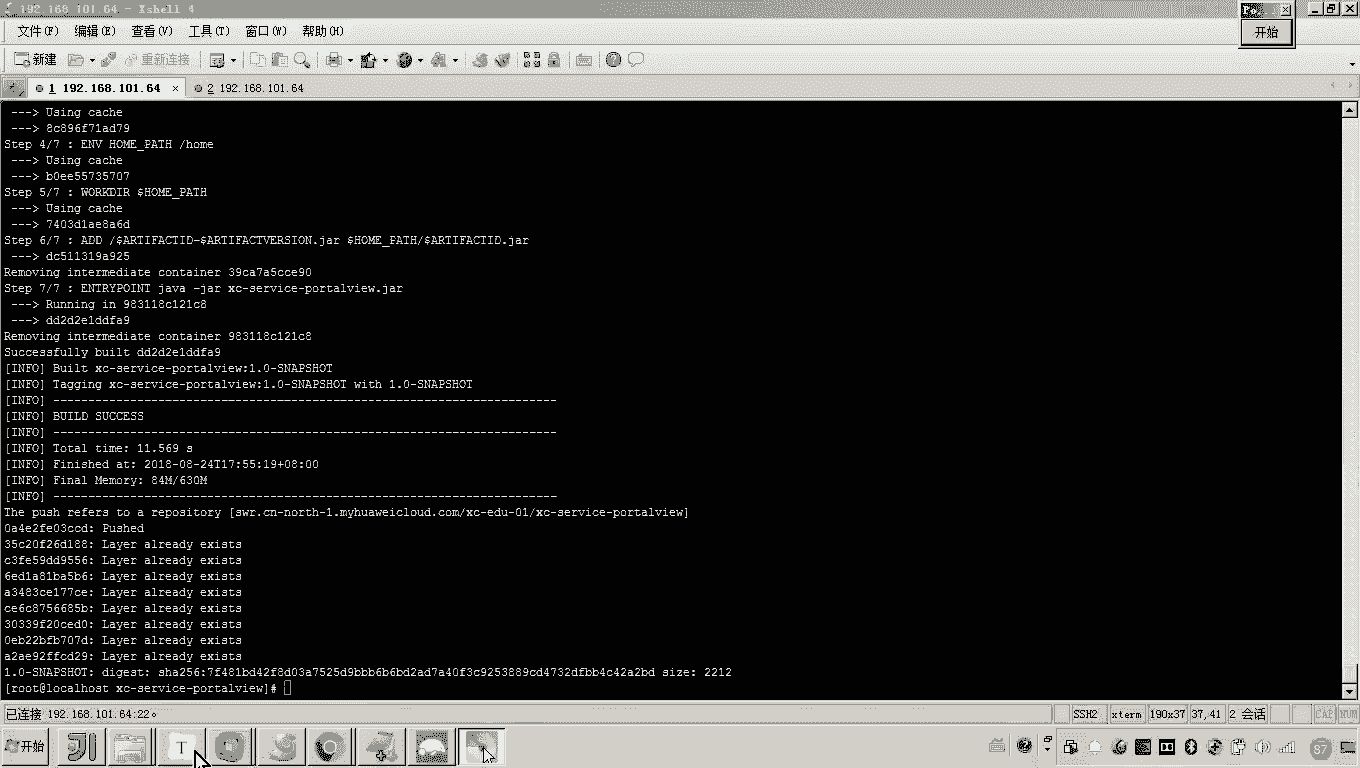 192.168.101.64 - Xshell 4
文件(F) 编辑(E) 查看(V) 工具(T) 窗口(W) 帮助(H)
开始
新建 重新连接
1 192.168.101.64 × 2 192.168.101.64
---> Using cache
---> 8c896f71ad79
Step 4/7 : ENV HOME_PATH /home
---> Using cache
---> b0ee55735707
Step 5/7 : WORKDIR $HOME_PATH
---> Using cache
---> 7403d1ae8a6d
Step 6/7 : ADD /$ARTIFACTID-$ARTIFACTVERSION.jar $HOME_PATH/$ARTIFACTID.jar
---> dc511319a925
Removing intermediate container 39ca7a5cce90
Step 7/7 : ENTRYPOINT java -jar xc-service-portalview.jar
---> Running in 983118c121c8
---> dd2d2e1ddfa9
Removing intermediate container 983118c121c8
Successfully built dd2d2e1ddfa9
[INFO] Built xc-service-portalview:1.0-SNAPSHOT
[INFO] Tagging xc-service-portalview:1.0-SNAPSHOT with 1.0-SNAPSHOT
[INFO] ------------------------------------------------------------------------
[INFO] BUILD SUCCESS
[INFO] ------------------------------------------------------------------------
[INFO] Total time: 11.569 s
[INFO] Finished at: 2018-08-24T17:55:19+08:00
[INFO] Final Memory: 84M/630M
[INFO] ------------------------------------------------------------------------
The push refers to a repository [swr.cn-north-1.myhuaweicloud.com/xc-edu-01/xc-service-portalview]
0a4e2fe03ccd: Pushed
35c20f26d188: Layer already exists
c3fe59dd9556: Layer already exists
6ed1a81ba5b6: Layer already exists
a3483ce177ce: Layer already exists
ce6c8756685b: Layer already exists
30339f20ced0: Layer already exists
0eb22bfb707d: Layer already exists
a2ae92ffcd29: Layer already exists
1.0-SNAPSHOT: digest: sha256:7f481bd42f8d03a7525d9bbb6b6bd2ad7a40f3c9253889cd4732dfbb4c42a2bd size: 2212
[root@localhost xc-service-portalview]#
已连接 192.168.101.64:22。 SSH2 xterm 190x37 37,41 2 会话 CAP NUM
开始 T 87